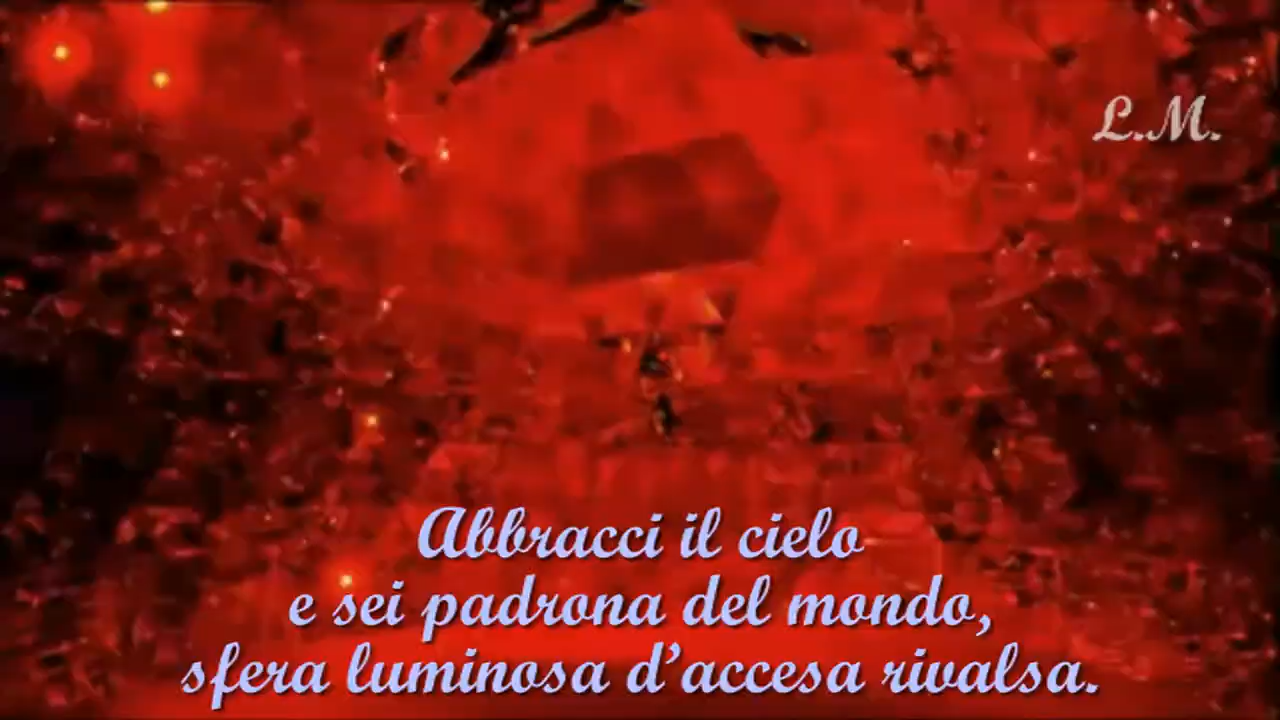 L.M.
Abbracci il cielo
e sei padrona del mondo,
sfera luminosa d'accesa rivalsa.